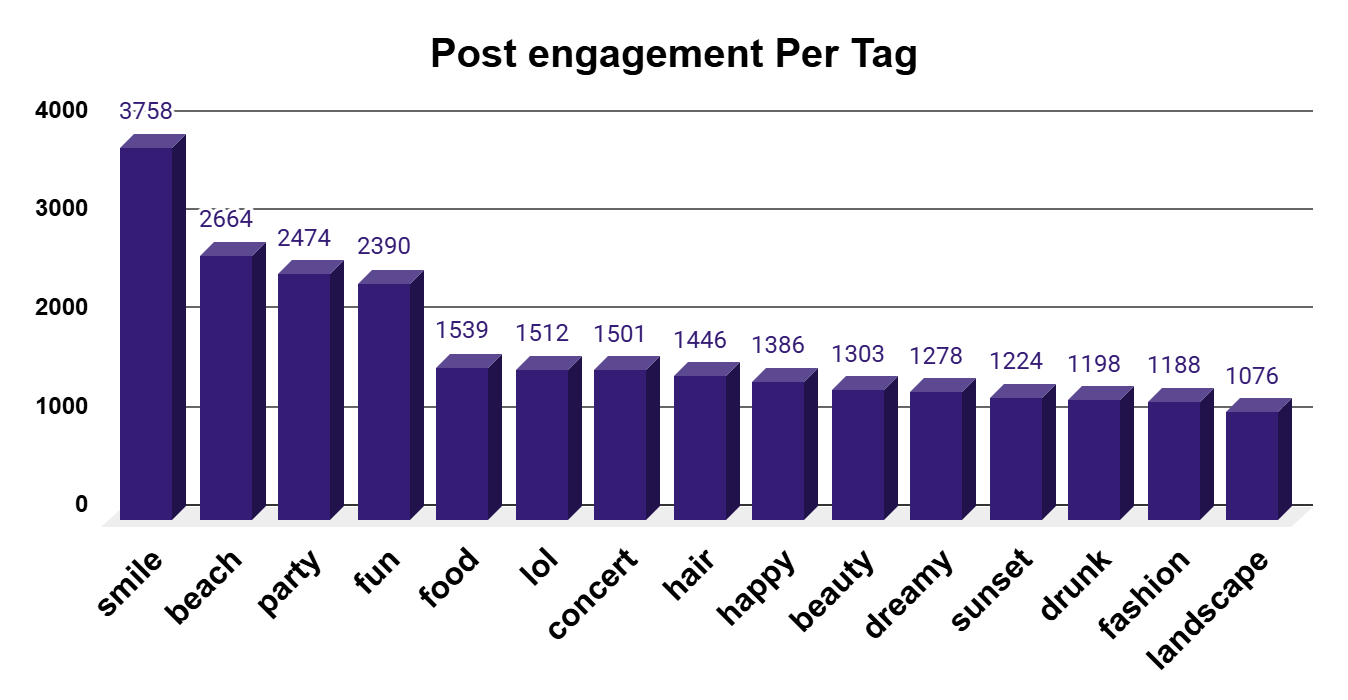 Post engagement Per Tag
4000
3000
2000
1000
0
3758
2664
2474
2390
1539
1512
1501
1446
1386
1303
1278
1224
1198
1188
1076
smile
beach
party
fun
food
lol
concert
hair
happy
beauty
dreamy
sunset
drunk
fashion
landscape